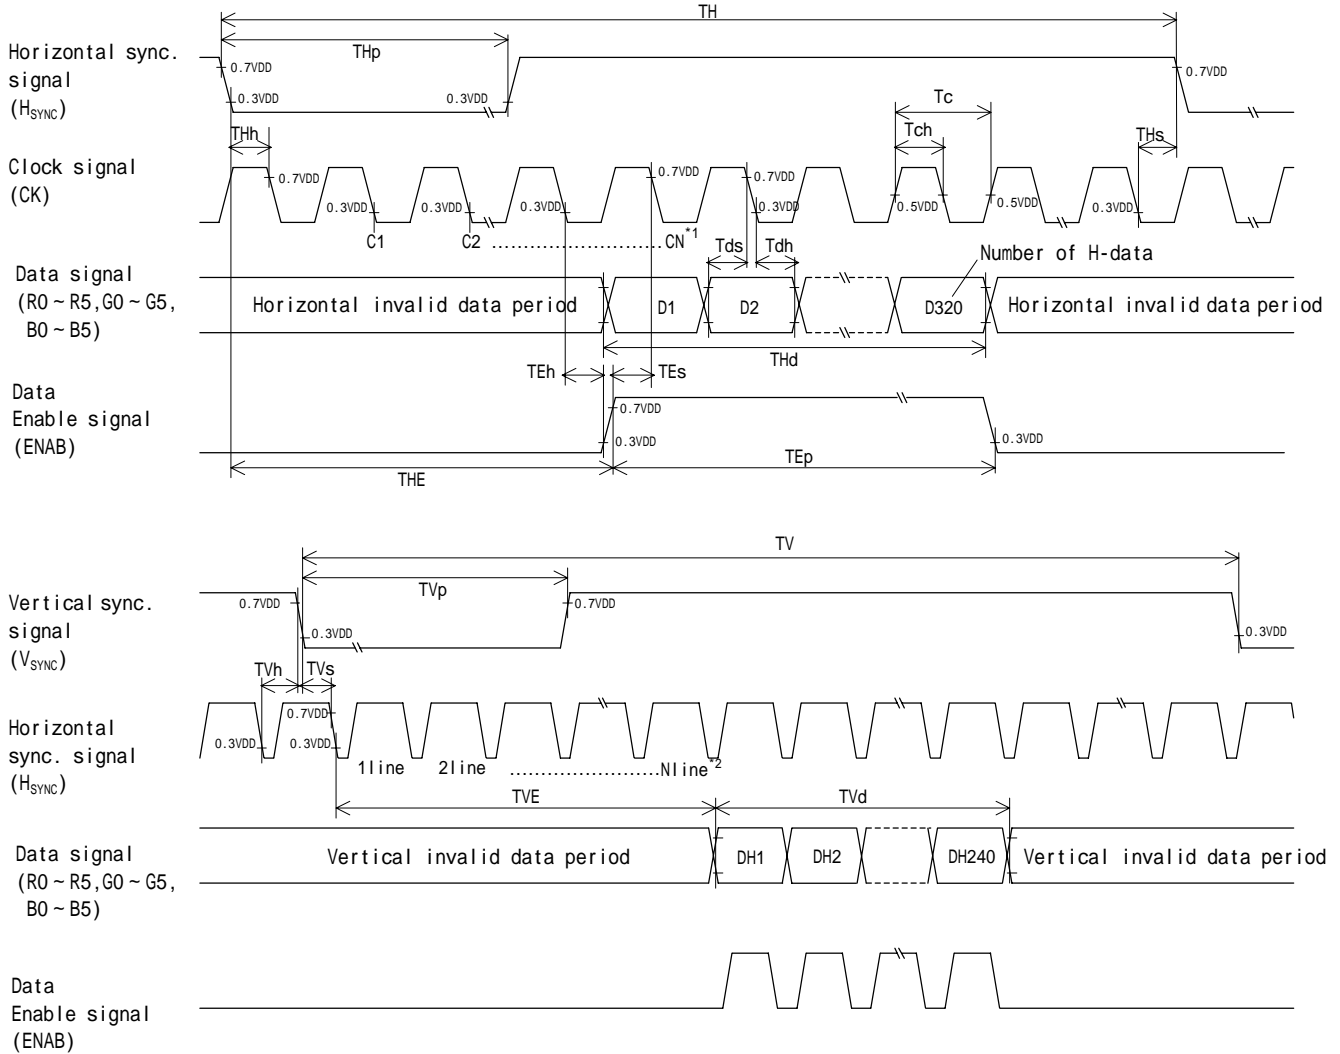 TH
THp
Horizontal sync.
signal
(HSYNC)
0.7VDD
0.3VDD
0.3VDD
0.7VDD
Tc
Tch
THh
THs
Clock signal
(CK)
0.7VDD
0.3VDD
0.3VDD
0.3VDD
0.7VDD
0.7VDD
0.3VDD
0.5VDD
0.5VDD
0.3VDD
C1
C2 ........................CN*1
Tds
Tdh
Number of H-data
Data signal
(R0~R5,G0~G5,
B0~B5)
Horizontal invalid data period
D1
D2
D320
Horizontal invalid data period
THd
TEh
TEs
Data
Enable signal
(ENAB)
0.7VDD
0.3VDD
0.3VDD
THE
TEp
TV
TVp
Vertical sync.
signal
(VSYNC)
0.7VDD
0.3VDD
0.7VDD
0.3VDD
TVh
TVs
Horizontal
sync. signal
(HSYNC)
0.7VDD
0.3VDD
0.3VDD
1line
2line .....................Nline*2
TVE
TVd
Data signal
(R0~R5,G0~G5,
B0~B5)
Vertical invalid data period
DH1
DH2
DH240
Vertical invalid data period
Data
Enable signal
(ENAB)